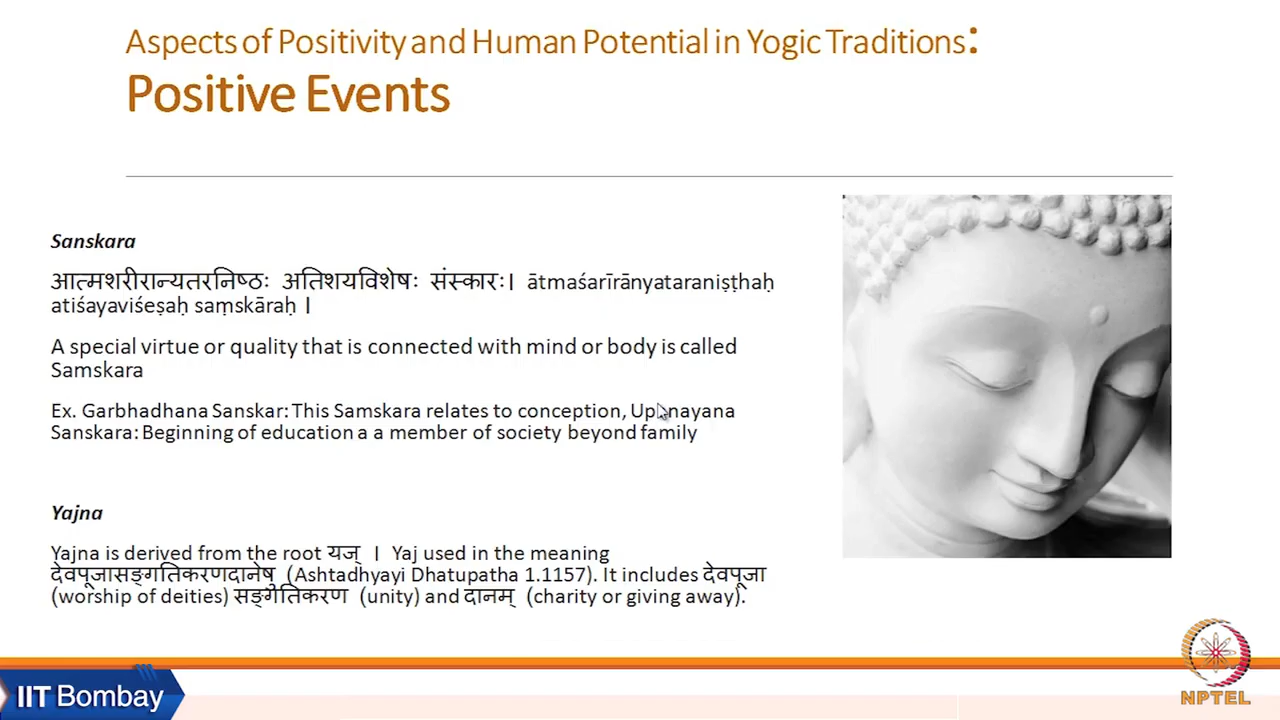 Aspects of Positivity and Human Potential in Yogic Traditions:
Positive Events
Sanskara
आत्मशरीरान्यतरनिष्ठः अतिशयविशेषः संस्कारः। ātmaśarīrānyataraniṣṭhaḥ
atiśayaviśeṣaḥ saṃskāraḥ ।
A special virtue or quality that is connected with mind or body is called
Samskara
Ex. Garbhadhana Sanskar: This Samskara relates to conception, Upanayana
Sanskara: Beginning of education a a member of society beyond family
Yajna
Yajna is derived from the root यज् । Yaj used in the meaning
देवपूजासङ्गतिकरणदानेषु (Ashtadhyayi Dhatupatha 1.1157). It includes देवपूजा
(worship of deities) सङ्गतिकरण (unity) and दानम् (charity or giving away).
IIT Bombay
NPTEL